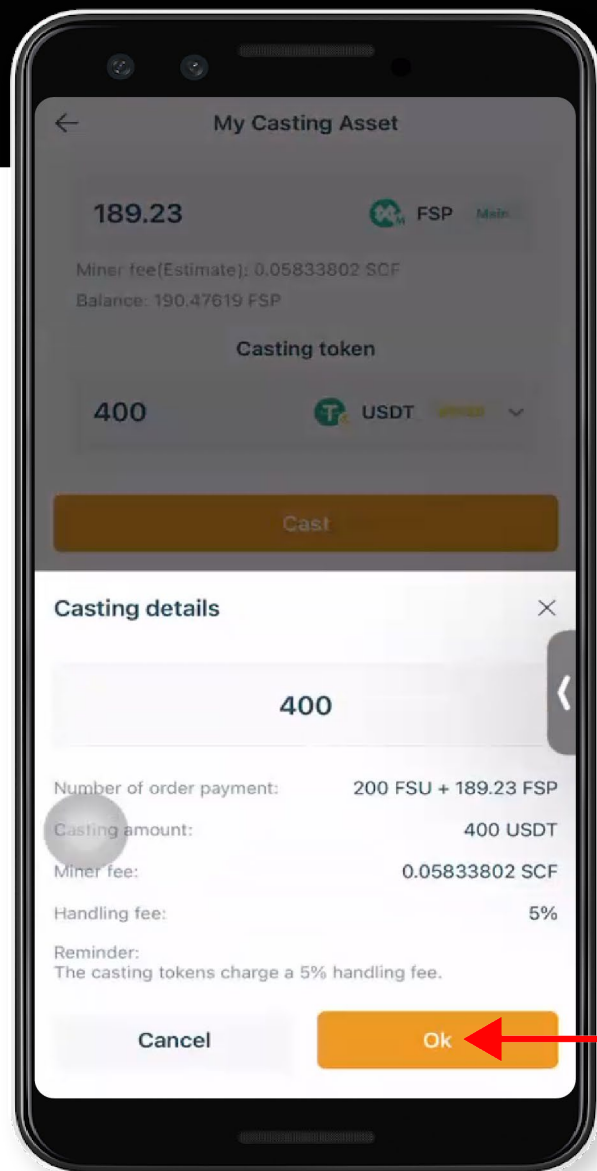 My Casting Asset
189.23 FSP Main
Miner fee(Estimate): 0.05833802 SCF
Balance: 190.47619 FSP
Casting token
400 USDT
Cast
Casting details
400
Number of order payment: 200 FSU + 189.23 FSP
Casting amount: 400 USDT
Miner fee: 0.05833802 SCF
Handling fee: 5%
Reminder:
The casting tokens charge a 5% handling fee.
Cancel Ok